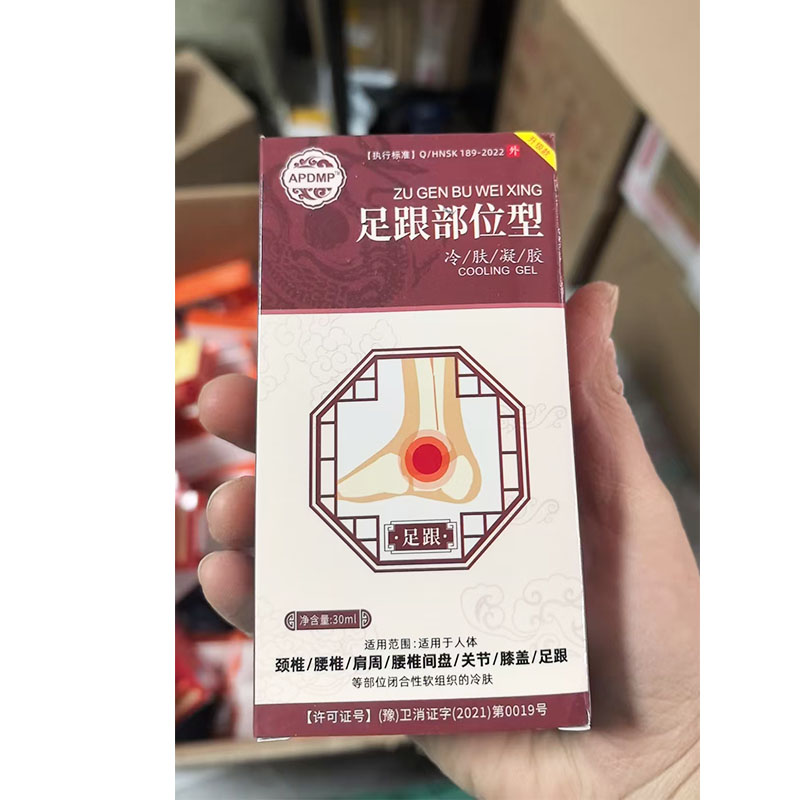 【执行标准】Q/HNSK 189-2022 外
升级款
APDMP
ZU GEN BU WEI XING
足跟部位型
冷/肤/凝/胶
COOLING GEL
·足跟·
净含量:30ml
适用范围:适用于人体
颈椎/腰椎/肩周/腰椎间盘/关节/膝盖/足跟
等部位闭合性软组织的冷肤
【许可证号】(豫)卫消证字(2021)第0019号